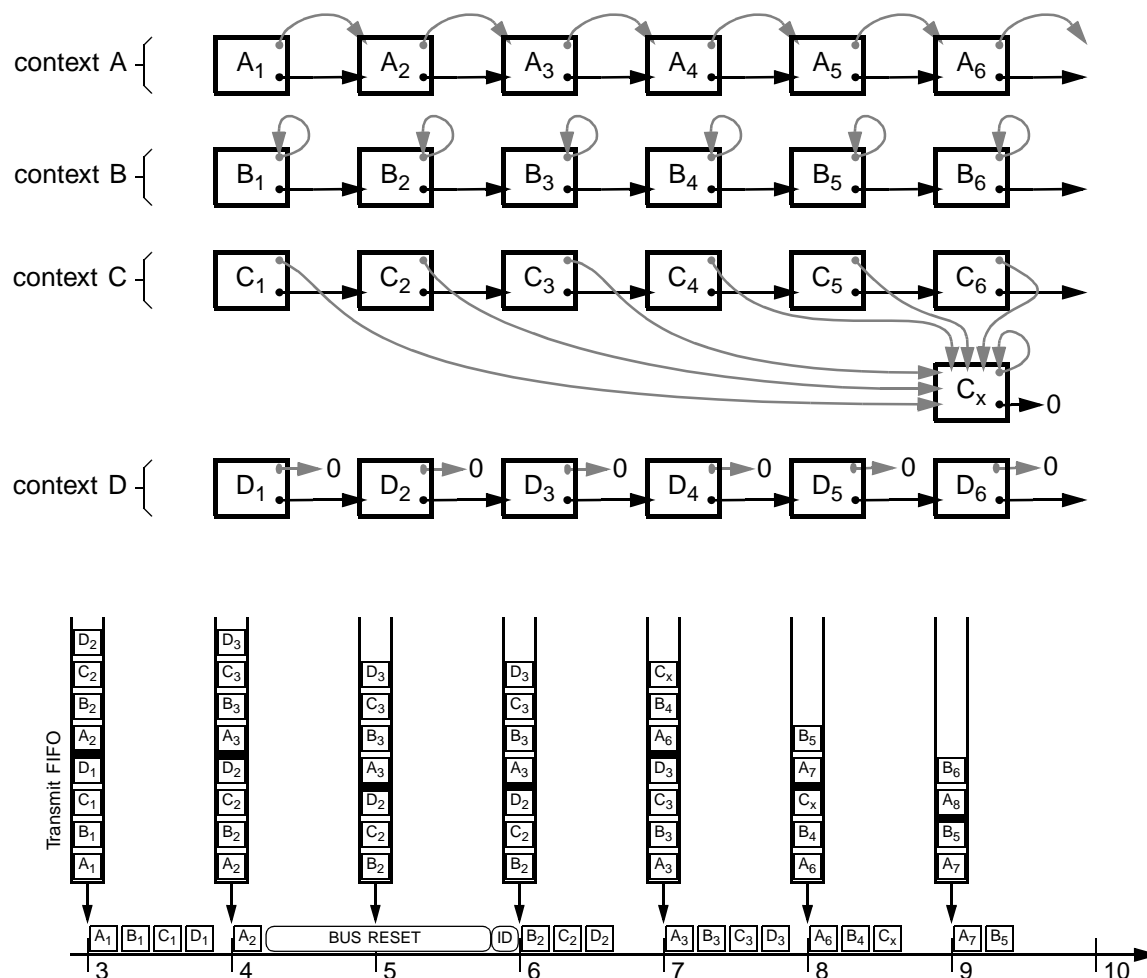 context A A₁ A₂ A₃ A₄ A₅ A₆
context B B₁ B₂ B₃ B₄ B₅ B₆
context C C₁ C₂ C₃ C₄ C₅ C₆
Cₓ 0
context D D₁ 0 D₂ 0 D₃ 0 D₄ 0 D₅ 0 D₆ 0
Transmit FIFO
D₂ D₃
C₂ C₃ D₃ D₃ Cₓ
B₂ B₃ C₃ C₃ B₄
A₂ A₃ B₃ B₃ A₆ B₅
D₁ D₂ A₃ A₃ D₃ A₇ B₆
C₁ C₂ D₂ D₂ C₃ Cₓ A₈
B₁ B₂ C₂ C₂ B₃ B₄ B₅
A₁ A₂ B₂ B₂ A₃ A₆ A₇
A₁ B₁ C₁ D₁ A₂ BUS RESET ID B₂ C₂ D₂ A₃ B₃ C₃ D₃ A₆ B₄ Cₓ A₇ B₅
3 4 5 6 7 8 9 10